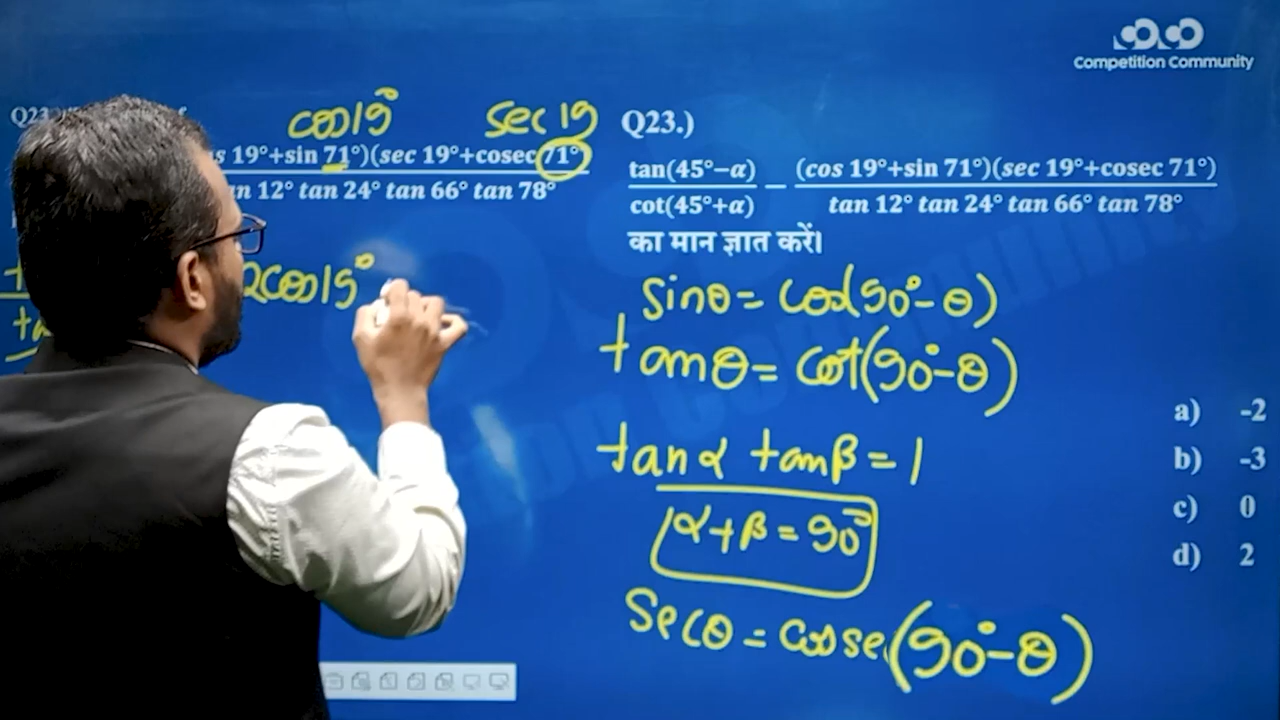 Competition Community
Q23
cos19° sec 19
s 19°+sin 71°)(sec 19°+cosec 71°)
an 12° tan 24° tan 66° tan 78°
2cos19°
Q23.)
tan(45°−α) − (cos 19°+sin 71°)(sec 19°+cosec 71°)
cot(45°+α) tan 12° tan 24° tan 66° tan 78°
का मान ज्ञात करें।
sinθ = cos(90°-θ)
tanθ = cot(90°-θ)
tanα tanβ = 1
α+β = 90°
Secθ = cosec(90°-θ)
a) -2
b) -3
c) 0
d) 2